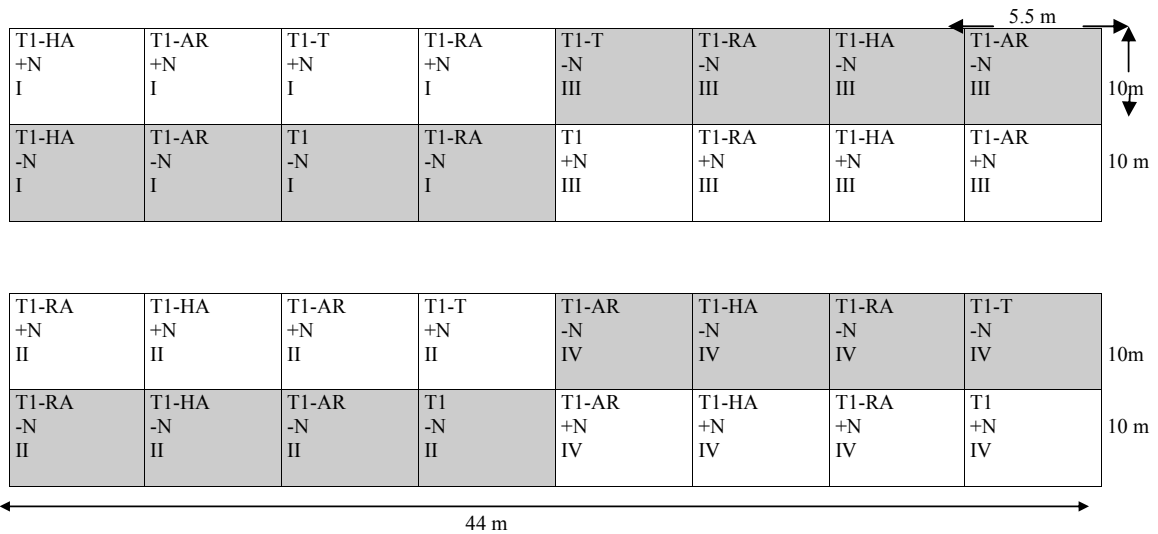 5.5 m
T1-HA T1-AR T1-T T1-RA T1-T T1-RA T1-HA T1-AR
+N +N +N +N -N -N -N -N
I I I I III III III III
10m
T1-HA T1-AR T1 T1-RA T1 T1-RA T1-HA T1-AR
-N -N -N -N +N +N +N +N
I I I I III III III III
10 m
T1-RA T1-HA T1-AR T1-T T1-AR T1-HA T1-RA T1-T
+N +N +N +N -N -N -N -N
II II II II IV IV IV IV
10m
T1-RA T1-HA T1-AR T1 T1-AR T1-HA T1-RA T1
-N -N -N -N +N +N +N +N
II II II II IV IV IV IV
10 m
44 m